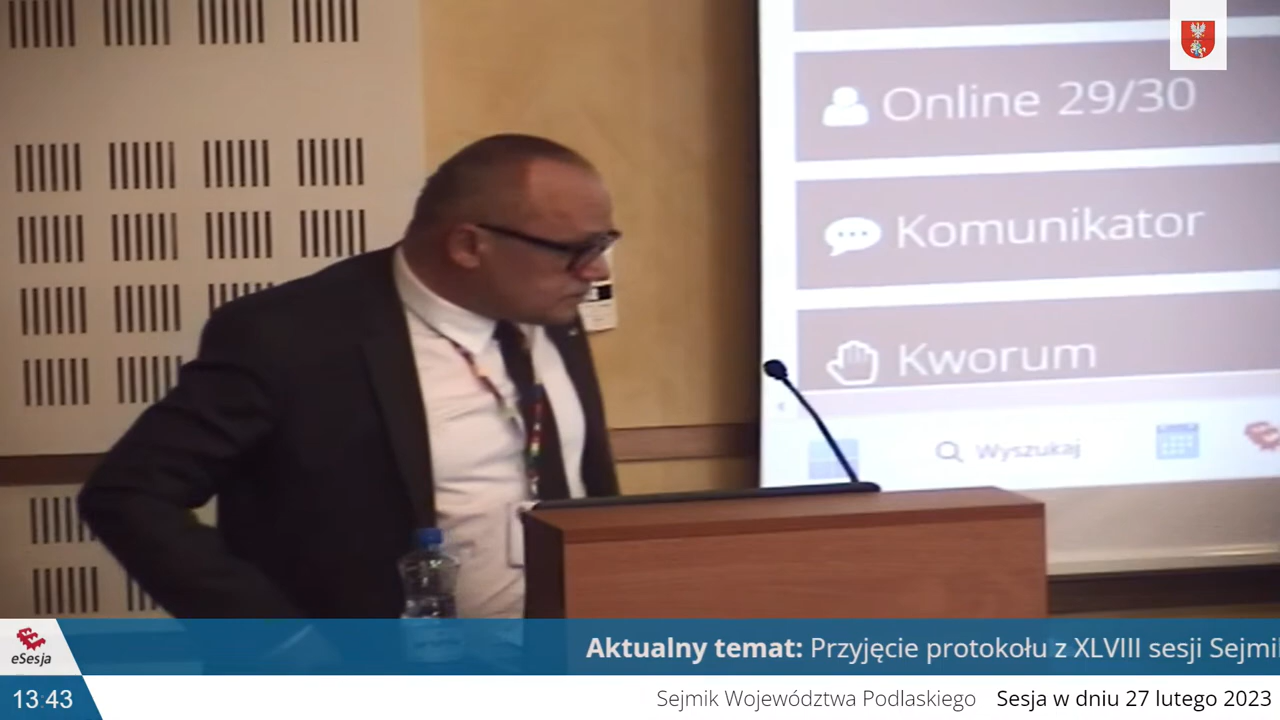 Online 29/30
Komunikator
Kworum
Wyszukaj
Aktualny temat: Przyjęcie protokołu z XLVIII sesji Sejmi
eSesja
13:43
Sejmik Województwa Podlaskiego Sesja w dniu 27 lutego 2023